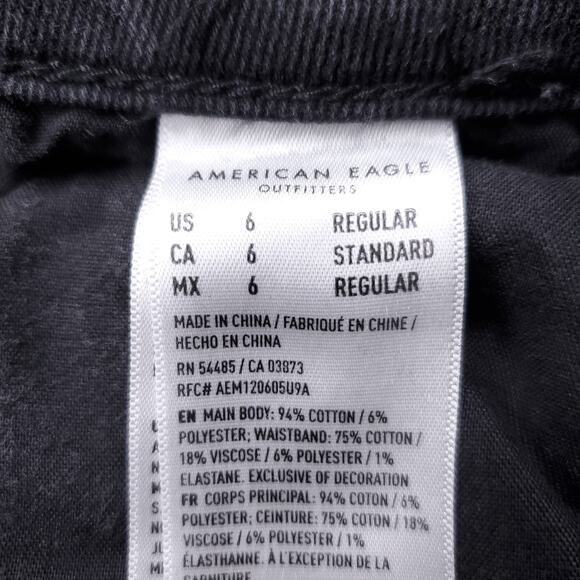 AMERICAN EAGLE
OUTFITTERS
US 6 REGULAR
CA 6 STANDARD
MX 6 REGULAR
MADE IN CHINA / FABRIQUÉ EN CHINE /
HECHO EN CHINA
RN 54485 / CA 03873
RFC# AEM120605U9A
EN MAIN BODY: 94% COTTON / 6%
POLYESTER; WAISTBAND: 75% COTTON /
18% VISCOSE / 6% POLYESTER / 1%
ELASTANE. EXCLUSIVE OF DECORATION
FR CORPS PRINCIPAL: 94% COTON / 6%
POLYESTER; CEINTURE: 75% COTON / 18%
VISCOSE / 6% POLYESTER / 1%
ÉLASTHANNE. À L'EXCEPTION DE LA
GARNITURE